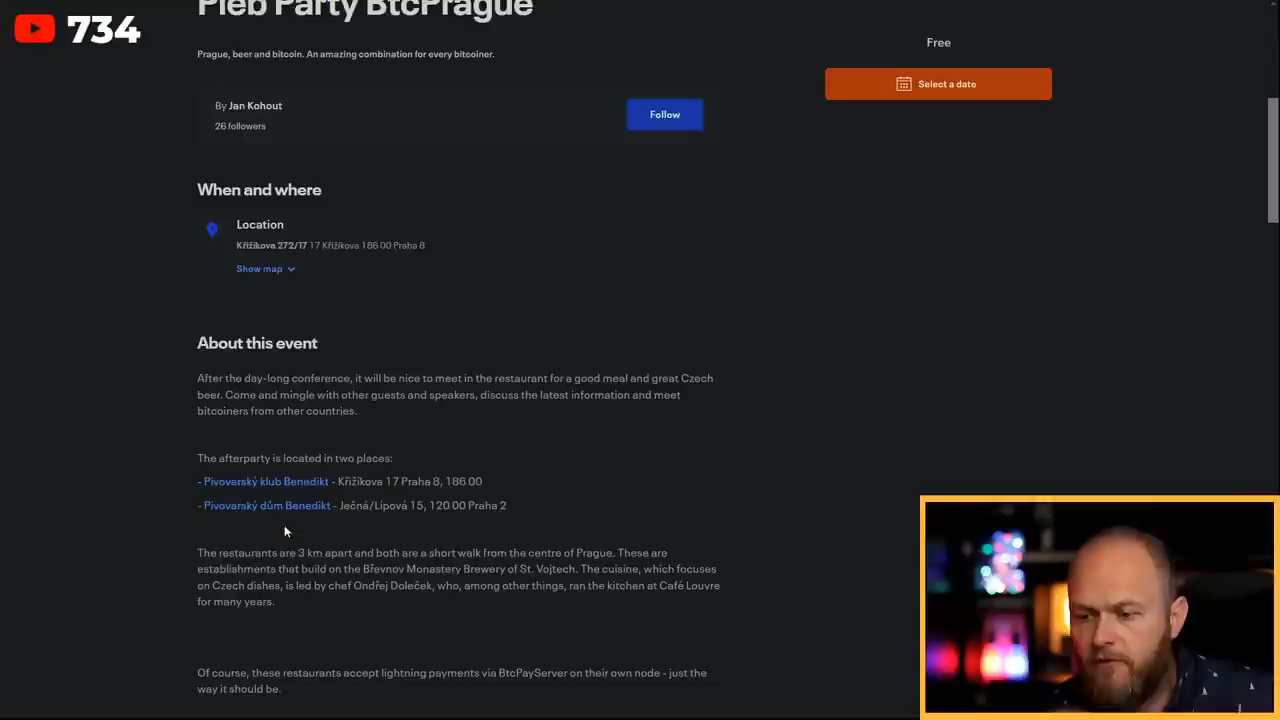 734
Pleb Party BtcPrague
Free
Prague, beer and bitcoin. An amazing combination for every bitcoiner.
Select a date
By Jan Kohout
26 followers
Follow
When and where
Location
Křižíkova 272/17 17 Křižíkova 186 00 Praha 8
Show map
About this event
After the day-long conference, it will be nice to meet in the restaurant for a good meal and great Czech
beer. Come and mingle with other guests and speakers, discuss the latest information and meet
bitcoiners from other countries.
The afterparty is located in two places:
- Pivovarský klub Benedikt - Křižíkova 17 Praha 8, 186 00
- Pivovarský dům Benedikt - Ječná/Lípová 15, 120 00 Praha 2
The restaurants are 3 km apart and both are a short walk from the centre of Prague. These are
establishments that build on the Břevnov Monastery Brewery of St. Vojtech. The cuisine, which focuses
on Czech dishes, is led by chef Ondřej Doleček, who, among other things, ran the kitchen at Café Louvre
for many years.
Of course, these restaurants accept lightning payments via BtcPayServer on their own node - just the
way it should be.